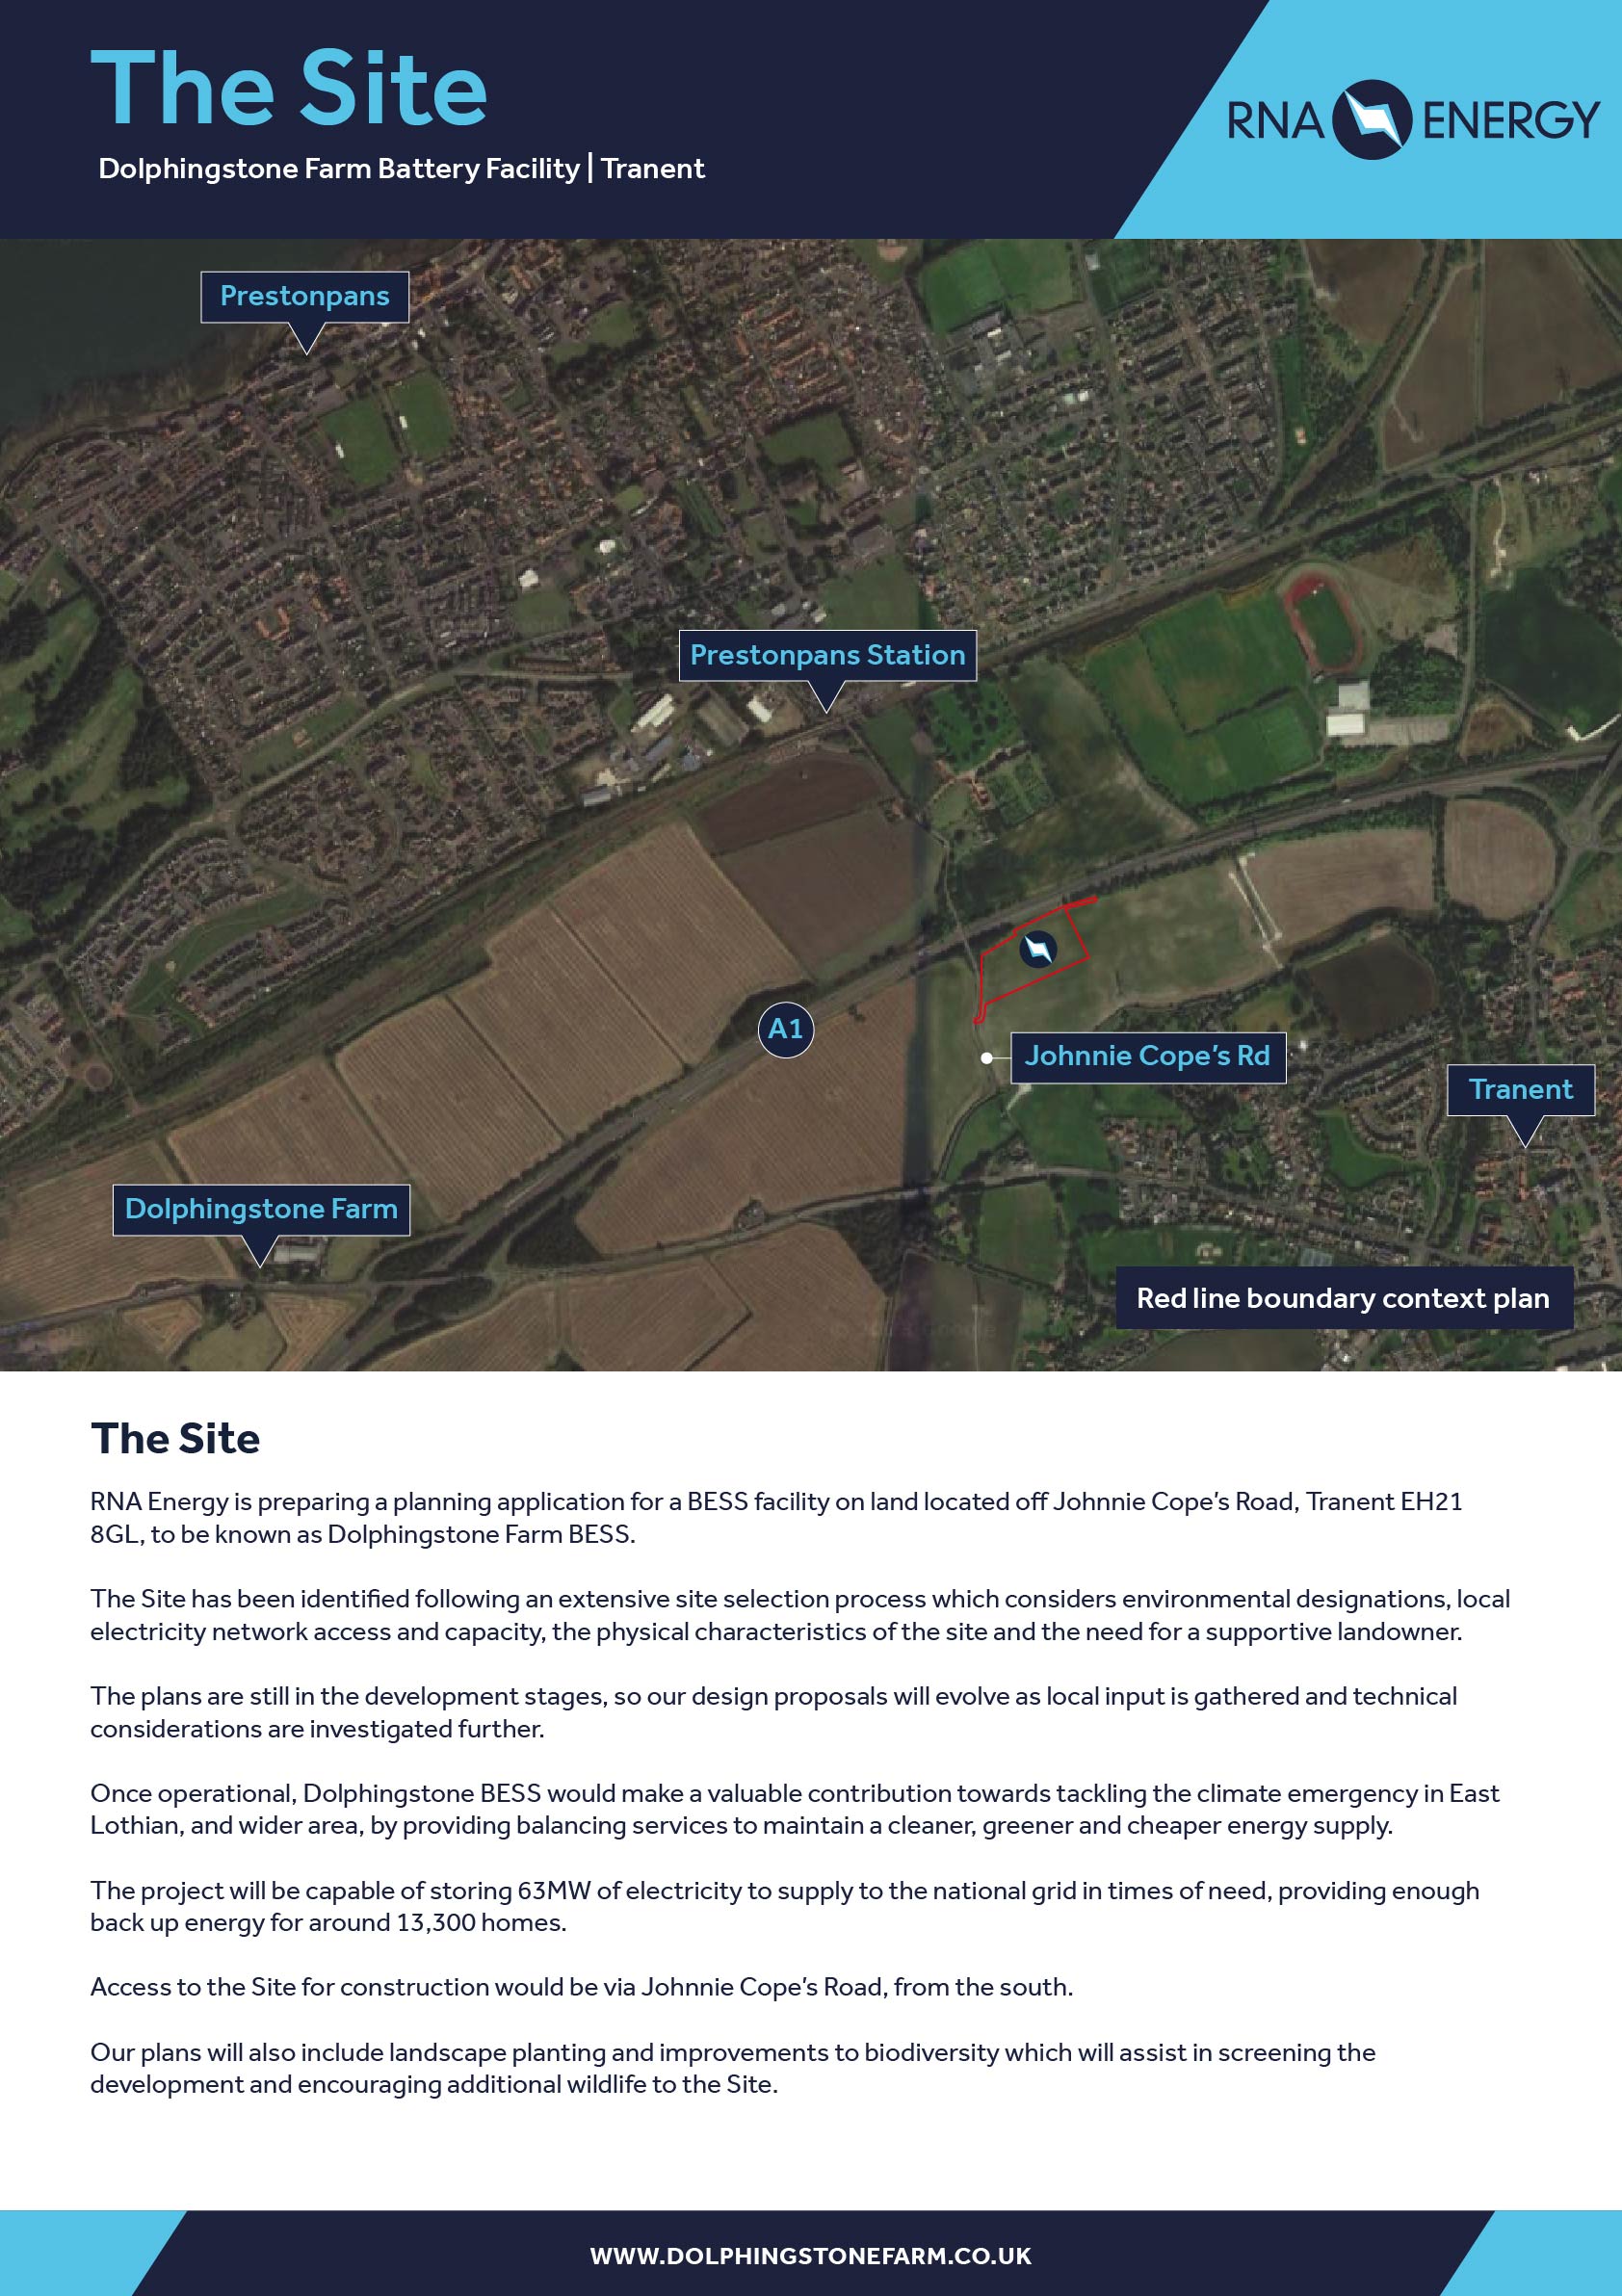 The Site
Dolphingstone Farm Battery Facility | Tranent
RNA ENERGY
Prestonpans
Prestonpans Station
A1
Johnnie Cope's Rd
Tranent
Dolphingstone Farm
Red line boundary context plan
The Site
RNA Energy is preparing a planning application for a BESS facility on land located off Johnnie Cope's Road, Tranent EH21
8GL, to be known as Dolphingstone Farm BESS.
The Site has been identified following an extensive site selection process which considers environmental designations, local
electricity network access and capacity, the physical characteristics of the site and the need for a supportive landowner.
The plans are still in the development stages, so our design proposals will evolve as local input is gathered and technical
considerations are investigated further.
Once operational, Dolphingstone BESS would make a valuable contribution towards tackling the climate emergency in East
Lothian, and wider area, by providing balancing services to maintain a cleaner, greener and cheaper energy supply.
The project will be capable of storing 63MW of electricity to supply to the national grid in times of need, providing enough
back up energy for around 13,300 homes.
Access to the Site for construction would be via Johnnie Cope's Road, from the south.
Our plans will also include landscape planting and improvements to biodiversity which will assist in screening the
development and encouraging additional wildlife to the Site.
WWW.DOLPHINGSTONEFARM.CO.UK